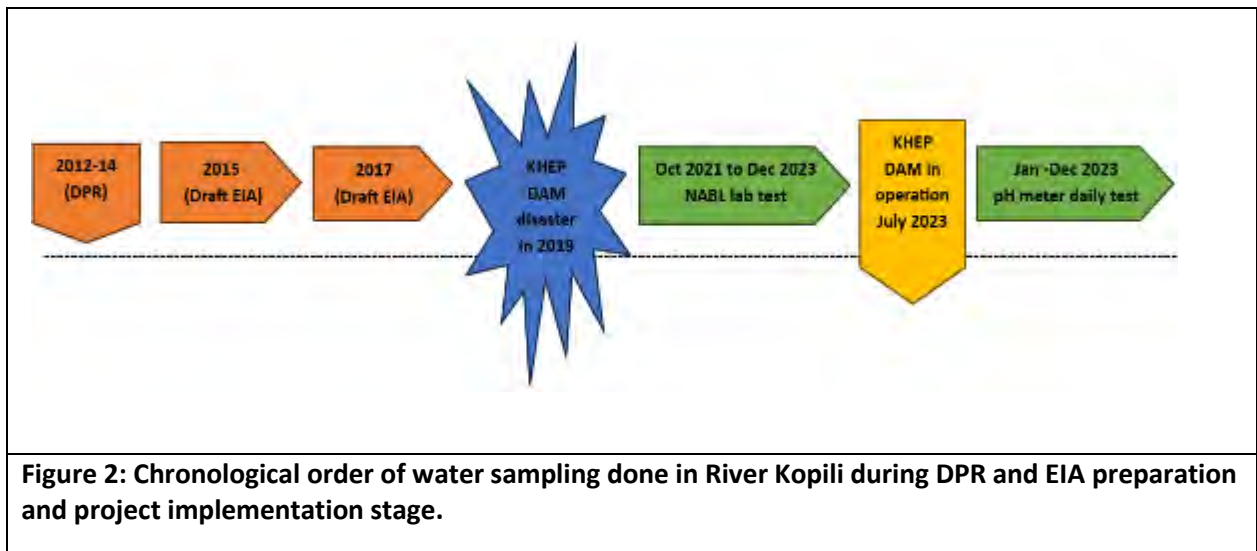 2012-14
(DPR)
2015
(Draft EIA)
2017
(Draft EIA)
KHEP
DAM
disaster
in 2019
Oct 2021 to Dec 2023
NABL lab test
KHEP
DAM in
operation
July 2023
Jan -Dec 2023
pH meter daily test
Figure 2: Chronological order of water sampling done in River Kopili during DPR and EIA preparation
and project implementation stage.